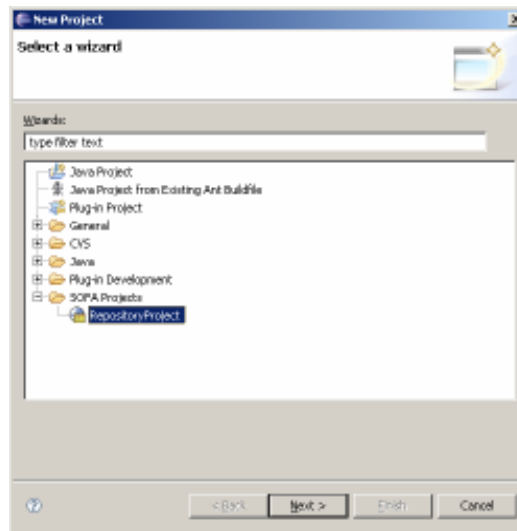 New Project
Select a wizard
Wizards:
type filter text
Java Project
Java Project from Existing Ant Buildfile
Plug-in Project
General
CVS
Java
Plug-in Development
SOFA Projects
RepositoryProject
< Back
Next >
Finish
Cancel